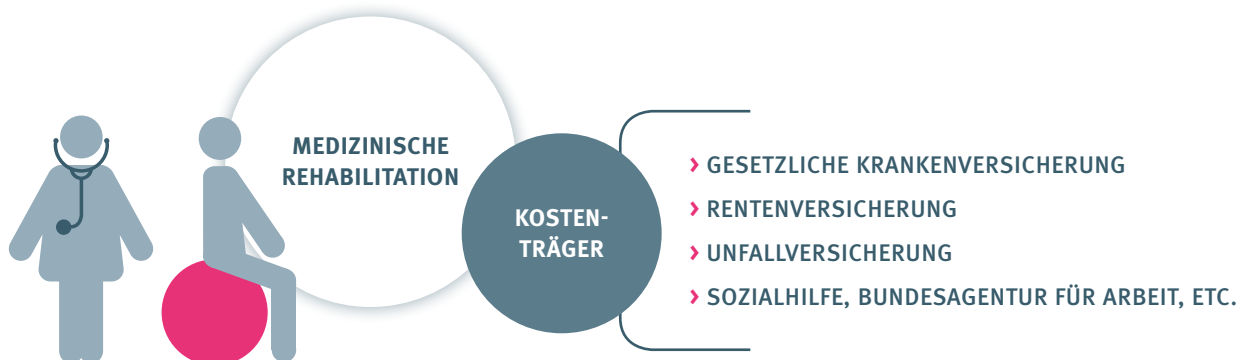 MEDIZINISCHE
REHABILITATION
KOSTEN-
TRÄGER
› GESETZLICHE KRANKENVERSICHERUNG
› RENTENVERSICHERUNG
› UNFALLVERSICHERUNG
› SOZIALHILFE, BUNDESAGENTUR FÜR ARBEIT, ETC.